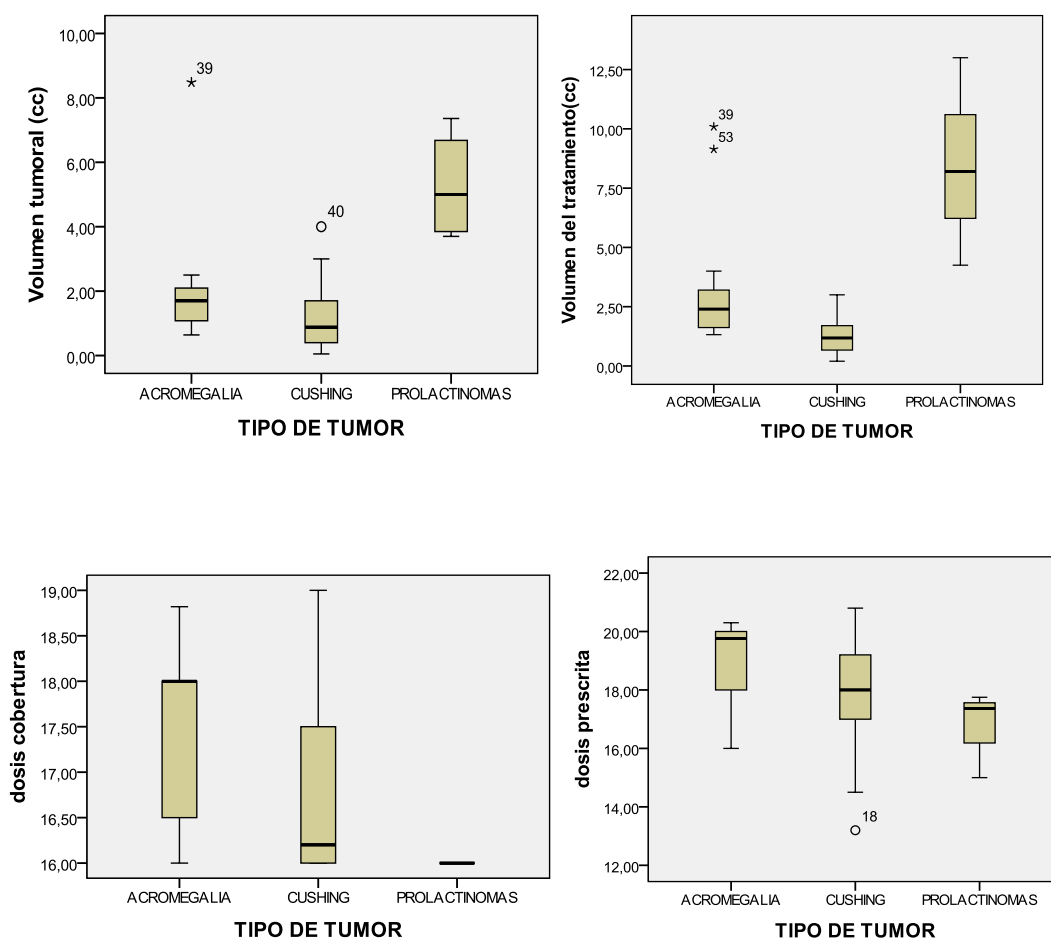 Volumen tumoral (cc)
10,00
8,00
6,00
4,00
2,00
0,00
39
40
ACROMEGALIA CUSHING PROLACTINOMAS
TIPO DE TUMOR
Volumen del tratamiento(cc)
12,50
10,00
7,50
5,00
2,50
0,00
39
53
ACROMEGALIA CUSHING PROLACTINOMAS
TIPO DE TUMOR
dosis cobertura
19,00
18,50
18,00
17,50
17,00
16,50
16,00
ACROMEGALIA CUSHING PROLACTINOMAS
TIPO DE TUMOR
dosis prescrita
22,00
20,00
18,00
16,00
14,00
12,00
18
ACROMEGALIA CUSHING PROLACTINOMAS
TIPO DE TUMOR